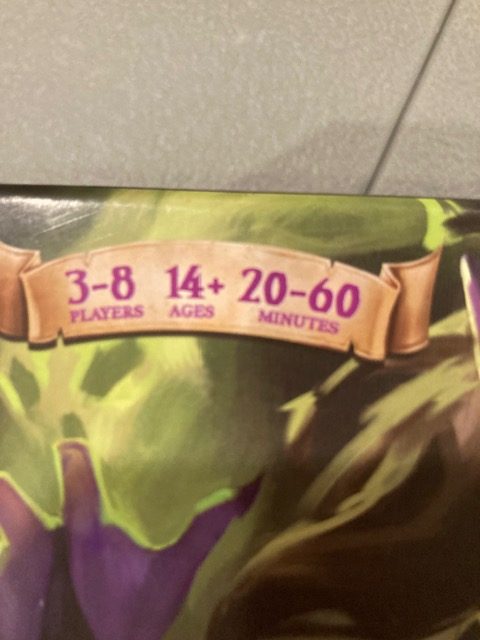 3-8 14+ 20-60
PLAYERS AGES MINUTES